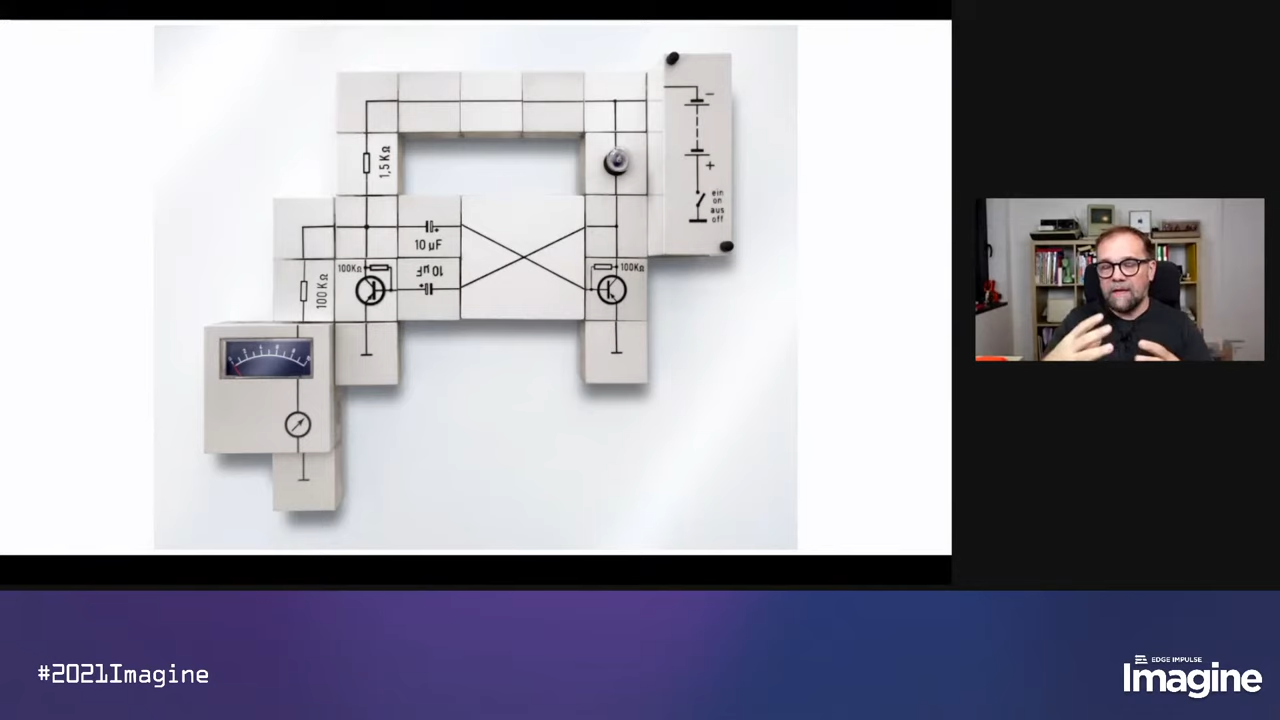 1,5 KΩ
ein
on
aus
off
10 µF
100KΩ
10 µF
100KΩ
100 KΩ
#2021Imagine
EDGE IMPULSE
Imagine